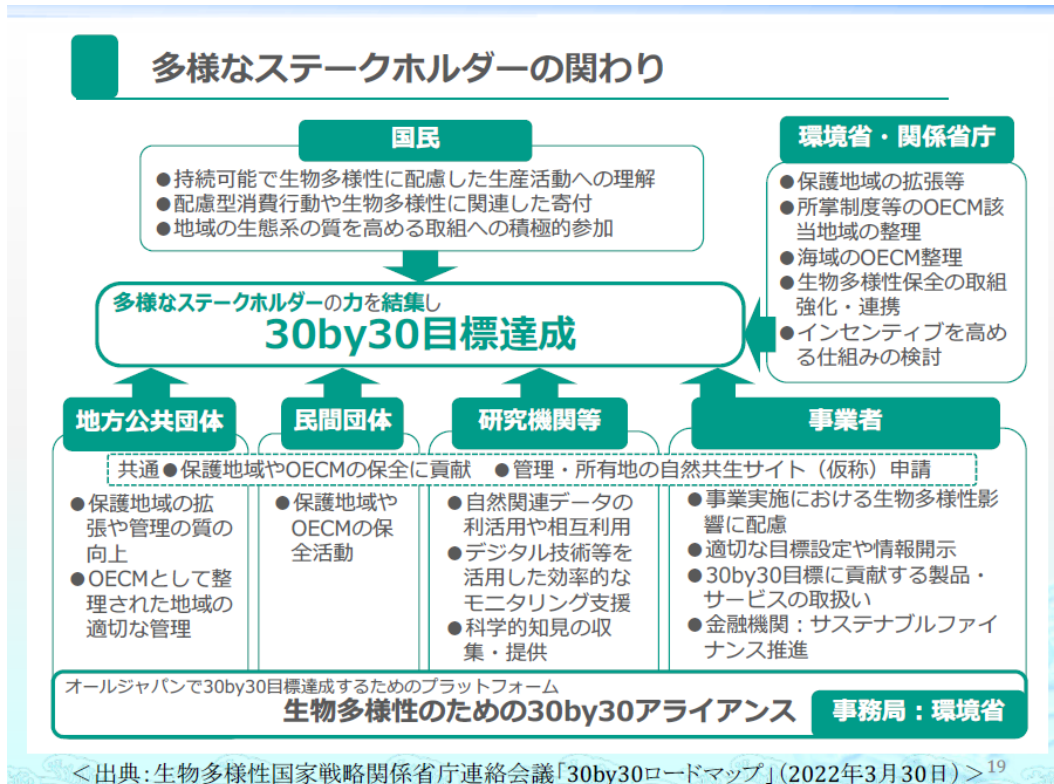 多様なステークホルダーの関わり
国民
●持続可能で生物多様性に配慮した生産活動への理解
●配慮型消費行動や生物多様性に関連した寄付
●地域の生態系の質を高める取組への積極的参加
環境省・関係省庁
●保護地域の拡張等
●所掌制度等のOECM該
当地域の整理
●海域のOECM整理
●生物多様性保全の取組
強化・連携
●インセンティブを高め
る仕組みの検討
多様なステークホルダーの力を結集し
30by30目標達成
地方公共団体
民間団体
研究機関等
事業者
共通●保護地域やOECMの保全に貢献 ●管理・所有地の自然共生サイト（仮称）申請
●保護地域の拡
張や管理の質の
向上
●OECMとして整
理された地域の
適切な管理
●保護地域や
OECMの保
全活動
●自然関連データの
利活用や相互利用
●デジタル技術等を
活用した効率的な
モニタリング支援
●科学的知見の収
集・提供
●事業実施における生物多様性影
響に配慮
●適切な目標設定や情報開示
●30by30目標に貢献する製品・
サービスの取扱い
●金融機関：サステナブルファイ
ナンス推進
オールジャパンで30by30目標達成するためのプラットフォーム
生物多様性のための30by30アライアンス
事務局：環境省
＜出典：生物多様性国家戦略関係省庁連絡会議「30by30ロードマップ」(2022年3月30日)＞
19